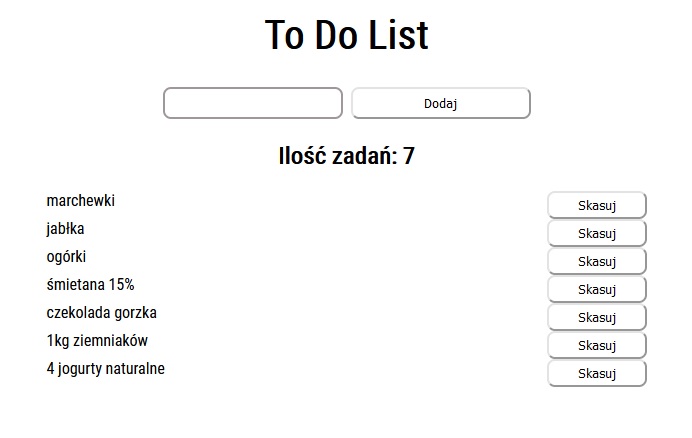 To Do List
Dodaj
Ilość zadań: 7
marchewki Skasuj
jabłka Skasuj
ogórki Skasuj
śmietana 15% Skasuj
czekolada gorzka Skasuj
1kg ziemniaków Skasuj
4 jogurty naturalne Skasuj